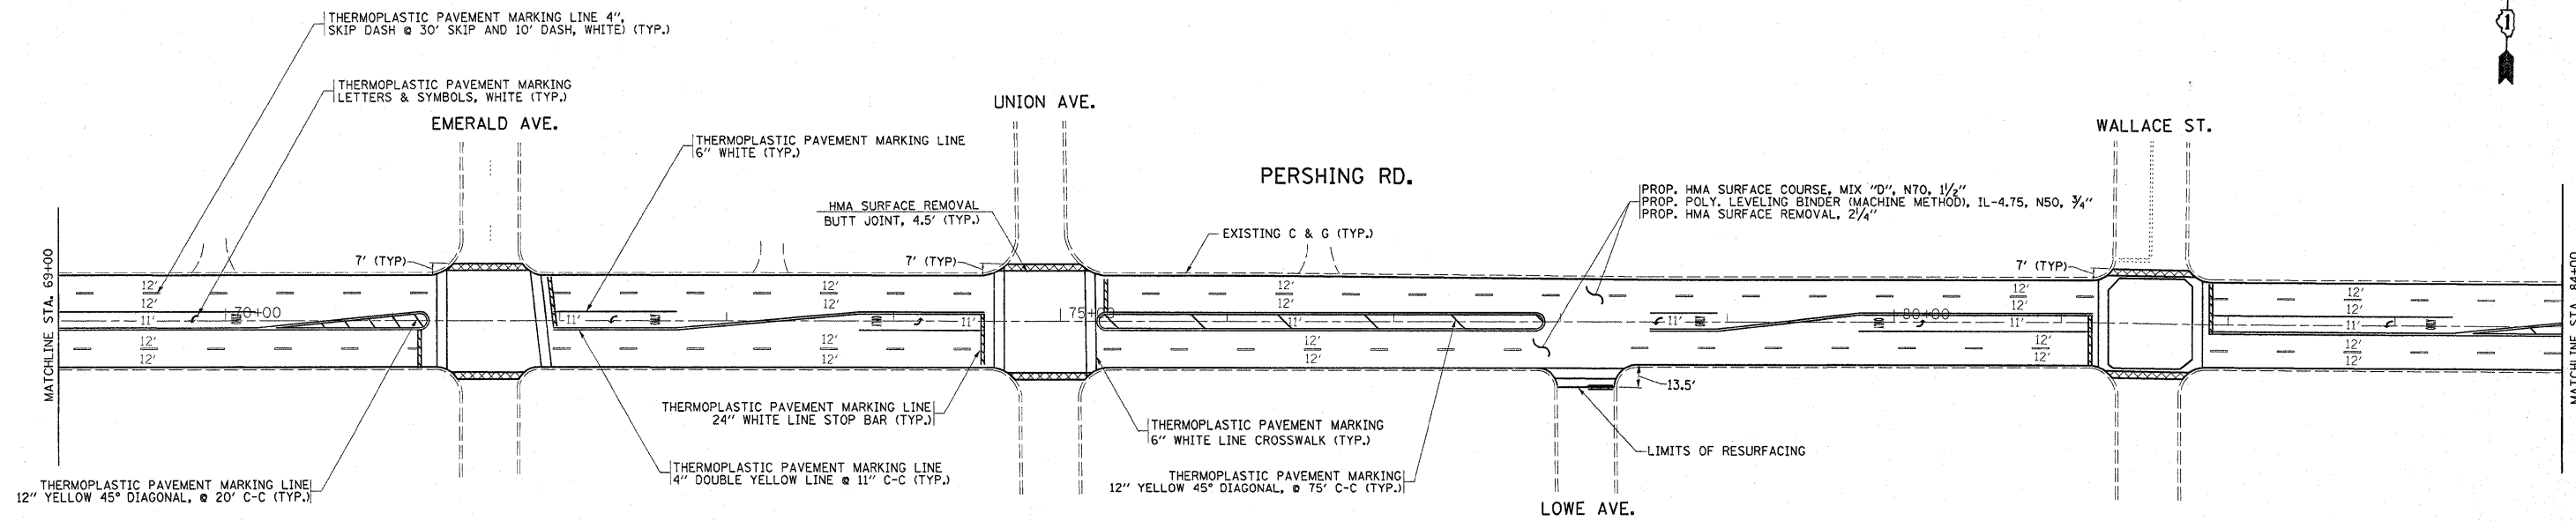 THERMOPLASTIC PAVEMENT MARKING LINE 4",
SKIP DASH @ 30' SKIP AND 10' DASH, WHITE) (TYP.)
1
THERMOPLASTIC PAVEMENT MARKING
LETTERS & SYMBOLS, WHITE (TYP.)
EMERALD AVE.
UNION AVE.
WALLACE ST.
THERMOPLASTIC PAVEMENT MARKING LINE
6" WHITE (TYP.)
PERSHING RD.
HMA SURFACE REMOVAL
BUTT JOINT, 4.5' (TYP.)
PROP. HMA SURFACE COURSE, MIX "D", N70, 1 1/2"
PROP. POLY. LEVELING BINDER (MACHINE METHOD), IL-4.75, N50, 3/4"
PROP. HMA SURFACE REMOVAL, 2 1/4"
EXISTING C & G (TYP.)
7' (TYP)
7' (TYP)
7' (TYP)
MATCHLINE STA. 69+00
MATCHLINE STA. 84+00
12'
12'
12'
12'
12'
12'
12'
12'
12'
12'
11'
70+00
11'
11'
75+00
11'
11'
80+00
11'
11'
12'
12'
12'
12'
12'
12'
12'
12'
12'
12'
13.5'
THERMOPLASTIC PAVEMENT MARKING LINE
24" WHITE LINE STOP BAR (TYP.)
THERMOPLASTIC PAVEMENT MARKING
6" WHITE LINE CROSSWALK (TYP.)
LIMITS OF RESURFACING
THERMOPLASTIC PAVEMENT MARKING LINE
4" DOUBLE YELLOW LINE @ 11" C-C (TYP.)
THERMOPLASTIC PAVEMENT MARKING
12" YELLOW 45° DIAGONAL, @ 75' C-C (TYP.)
THERMOPLASTIC PAVEMENT MARKING LINE
12" YELLOW 45° DIAGONAL, @ 20' C-C (TYP.)
LOWE AVE.